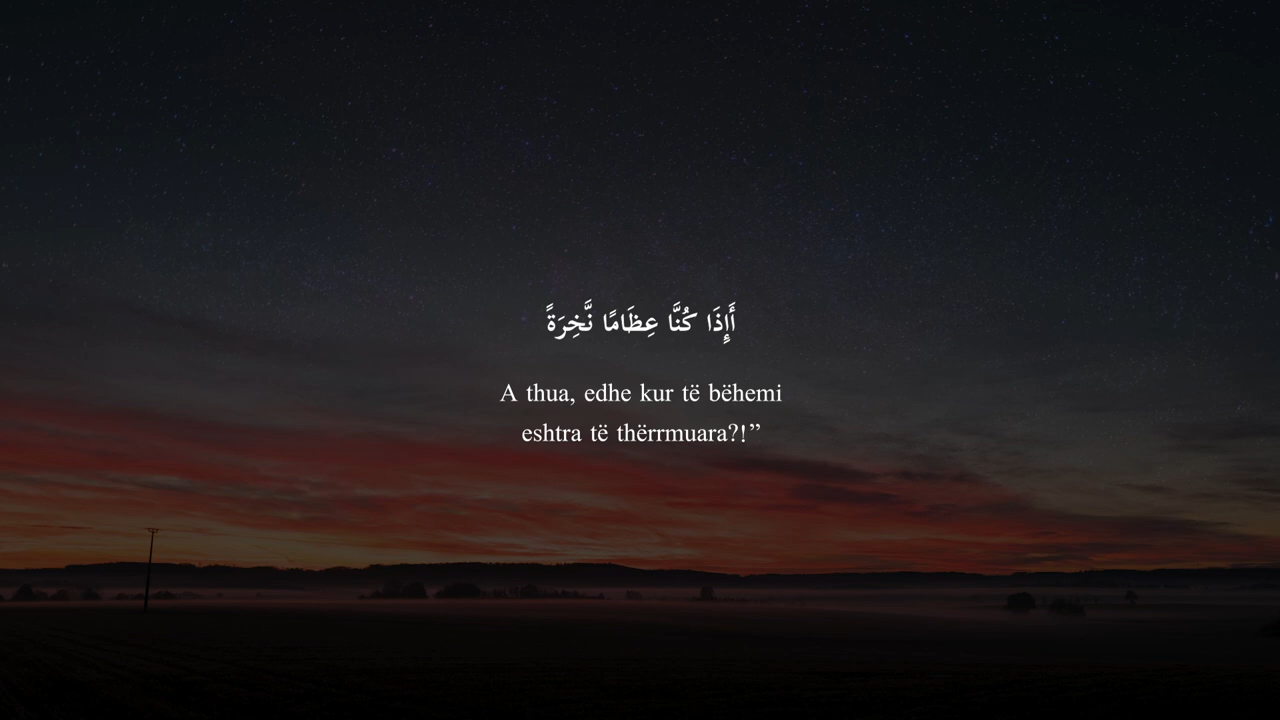 أَإِذَا كُنَّا عِظَامًا نَّخِرَةً
A thua, edhe kur të bëhemi
eshtra të thërrmuara?!”